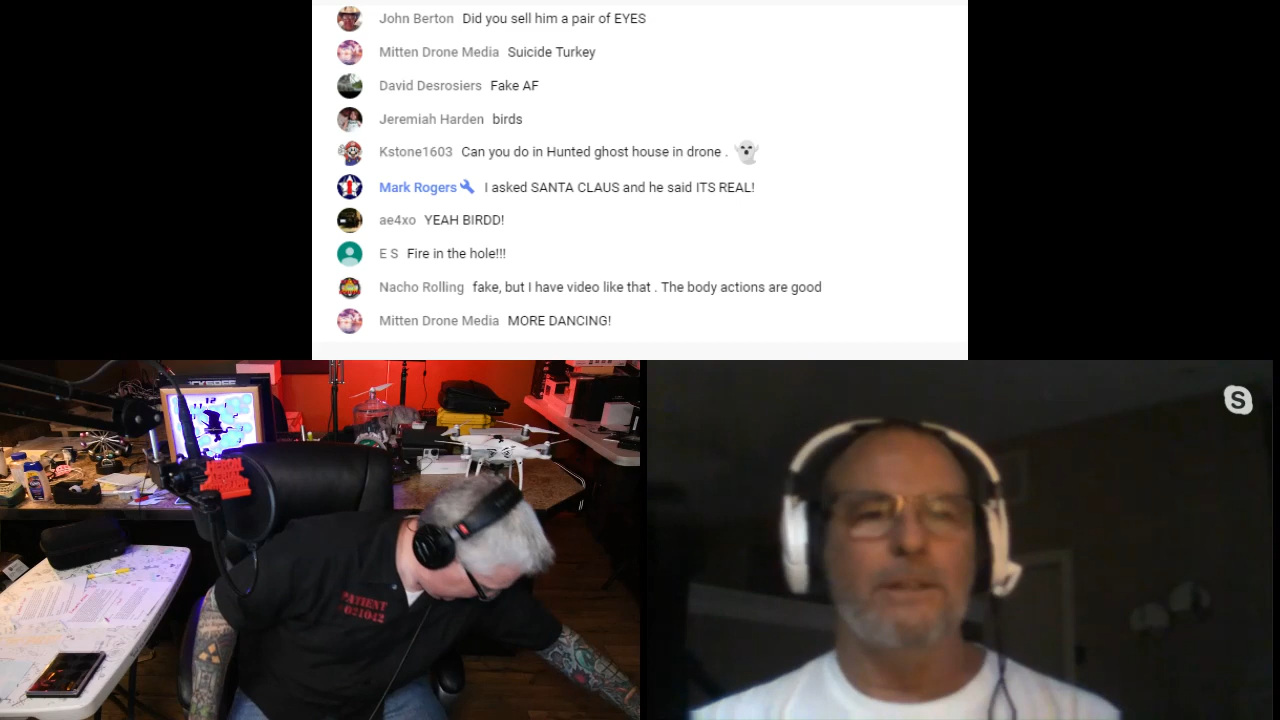 John Berton Did you sell him a pair of EYES
Mitten Drone Media Suicide Turkey
David Desrosiers Fake AF
Jeremiah Harden birds
Kstone1603 Can you do in Hunted ghost house in drone .
Mark Rogers I asked SANTA CLAUS and he said ITS REAL!
ae4xo YEAH BIRDD!
E S Fire in the hole!!!
Nacho Rolling fake, but I have video like that . The body actions are good
Mitten Drone Media MORE DANCING!
S
12
11
PATIENT